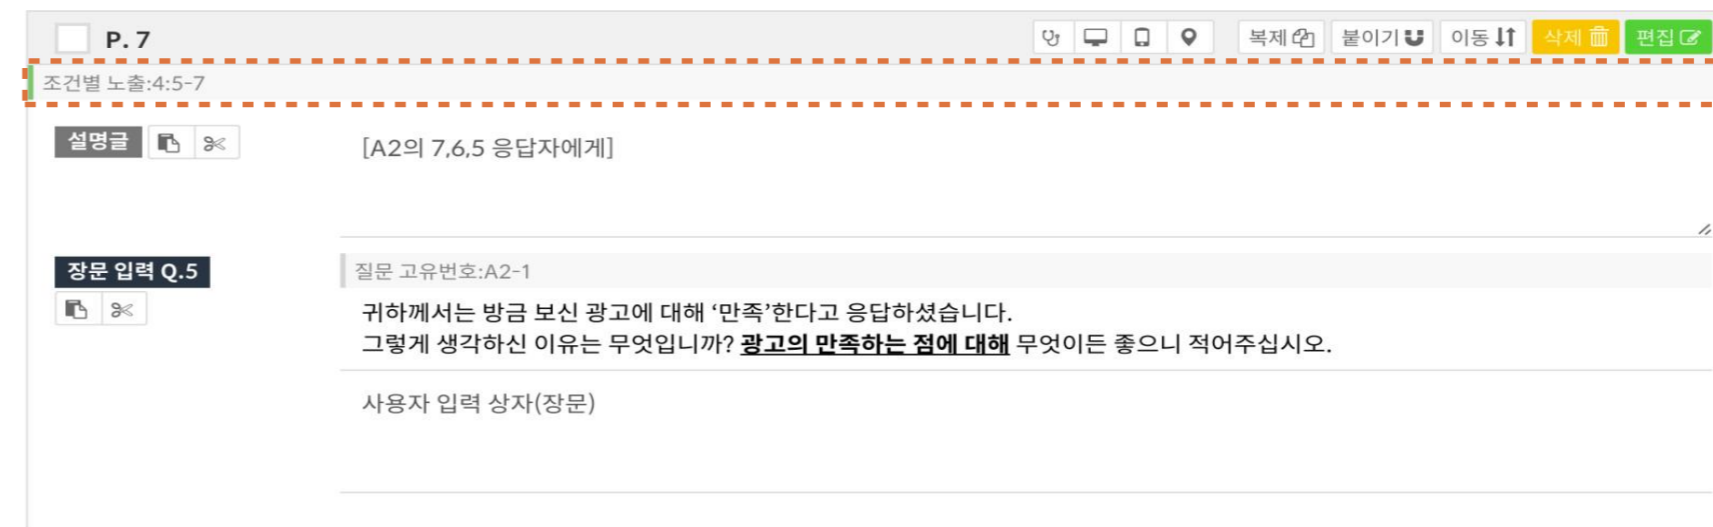 P. 7
복제 붙이기 이동 삭제 편집
조건별 노출:4:5-7
설명글
[A2의 7,6,5 응답자에게]
장문 입력 Q.5
질문 고유번호:A2-1
귀하께서는 방금 보신 광고에 대해 ‘만족’한다고 응답하셨습니다.
그렇게 생각하신 이유는 무엇입니까? 광고의 만족하는 점에 대해 무엇이든 좋으니 적어주십시오.
사용자 입력 상자(장문)